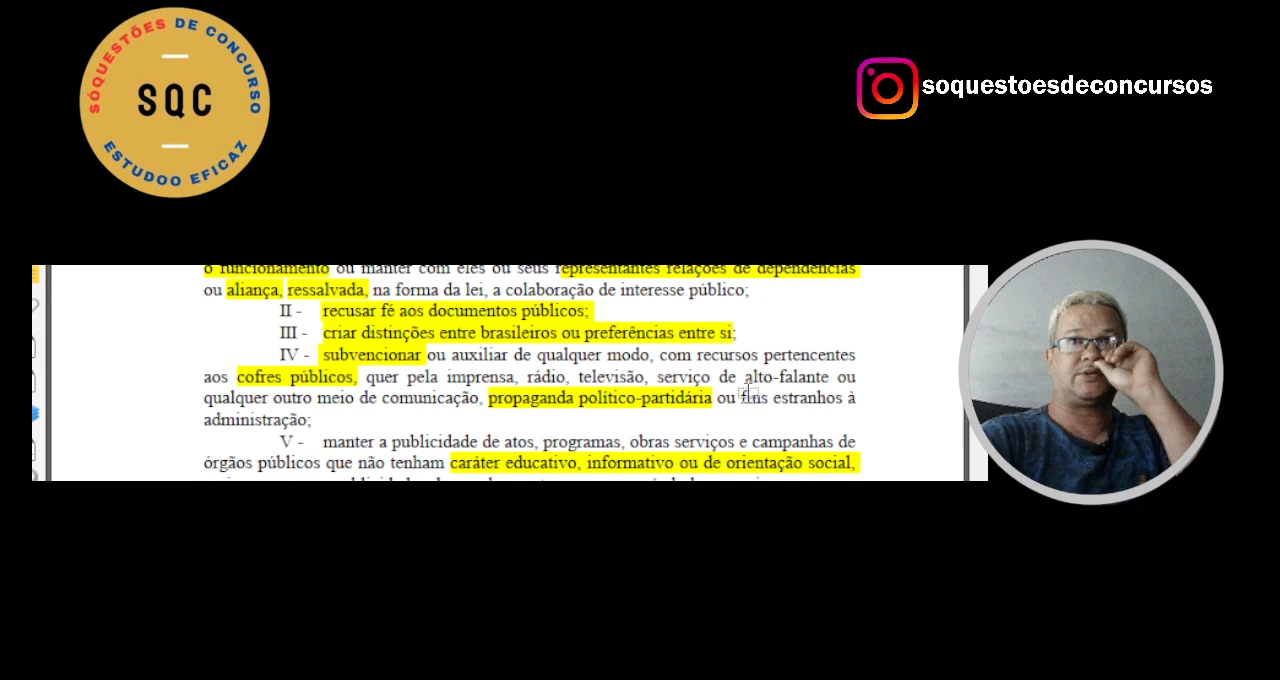 SÓQUESTÕES DE CONCURSO
SQC
ESTUDOO EFICAZ
soquestoesdeconcursos
o funcionamento ou manter com eles ou seus representantes relações de dependências
ou aliança, ressalvada, na forma da lei, a colaboração de interesse público;
II - recusar fé aos documentos públicos;
III - criar distinções entre brasileiros ou preferências entre si;
IV - subvencionar ou auxiliar de qualquer modo, com recursos pertencentes
aos cofres públicos, quer pela imprensa, rádio, televisão, serviço de alto-falante ou
qualquer outro meio de comunicação, propaganda político-partidária ou fins estranhos à
administração;
V - manter a publicidade de atos, programas, obras serviços e campanhas de
órgãos públicos que não tenham caráter educativo, informativo ou de orientação social,